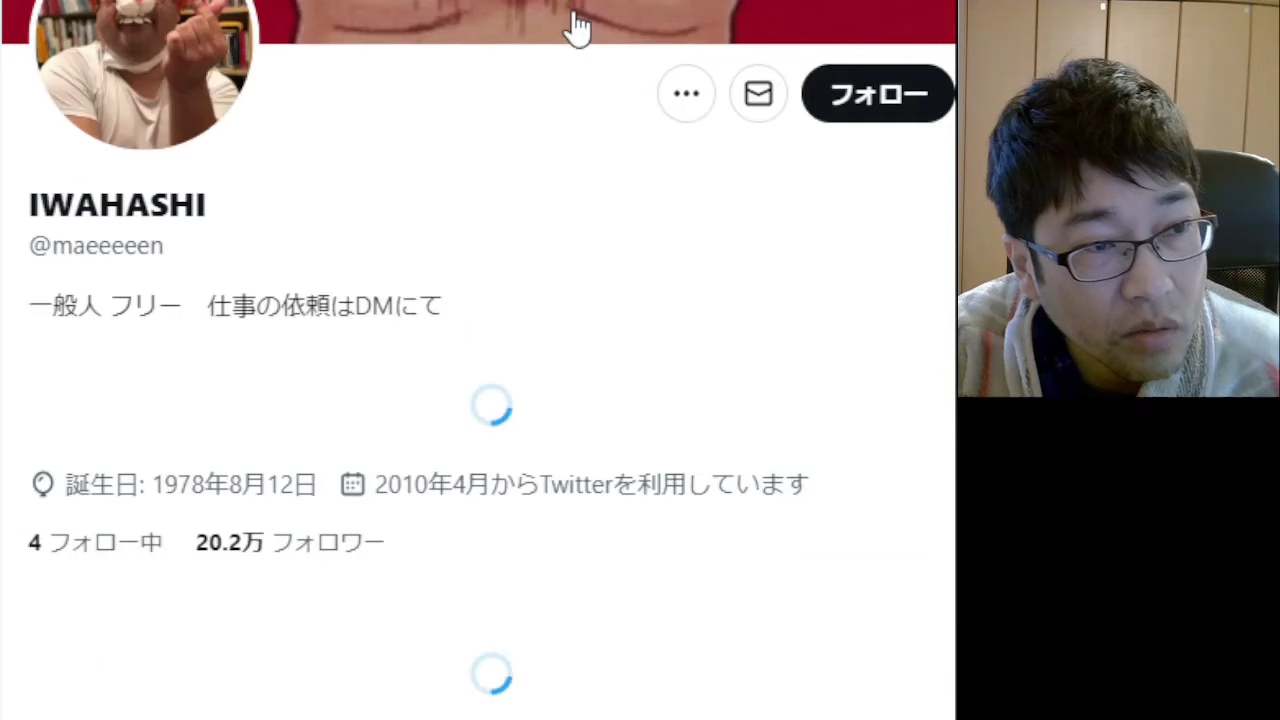 フォロー
IWAHASHI
@maeeeeen
一般人 フリー　仕事の依頼はDMにて
誕生日: 1978年8月12日 2010年4月からTwitterを利用しています
4 フォロー中 20.2万 フォロワー